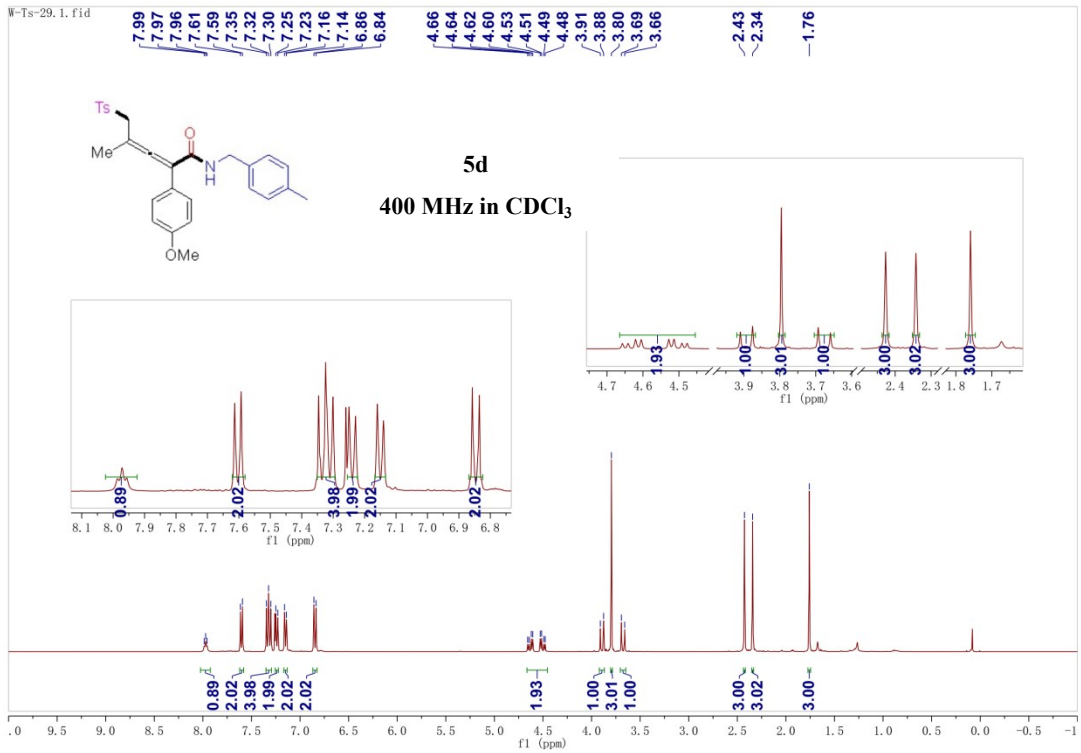 W-Ts-29.1.fid
7.99 7.97 7.96 7.61 7.59 7.35 7.32 7.30 7.25 7.23 7.16 7.14 6.86 6.84 4.66 4.64 4.62 4.60 4.53 4.51 4.49 4.48 3.91 3.88 3.80 3.69 3.66 2.43 2.34 1.76
Ts
O
Me
N
H
OMe
5d
400 MHz in CDCl₃
1.93 1.00 3.01 1.00 3.00 3.02 3.00
4.7 4.6 4.5 3.9 3.8 3.7 3.6 2.4 2.3 1.8 1.7
f1 (ppm)
0.89 2.02 3.98 1.99 2.02 2.02
8.1 8.0 7.9 7.8 7.7 7.6 7.5 7.4 7.3 7.2 7.1 7.0 6.9 6.8
f1 (ppm)
0.89 2.02 3.98 1.99 2.02 2.02 1.93 1.00 3.01 1.00 3.00 3.02 3.00
.0 9.5 9.0 8.5 8.0 7.5 7.0 6.5 6.0 5.5 5.0 4.5 4.0 3.5 3.0 2.5 2.0 1.5 1.0 0.5 0.0 -0.5 -1
f1 (ppm)